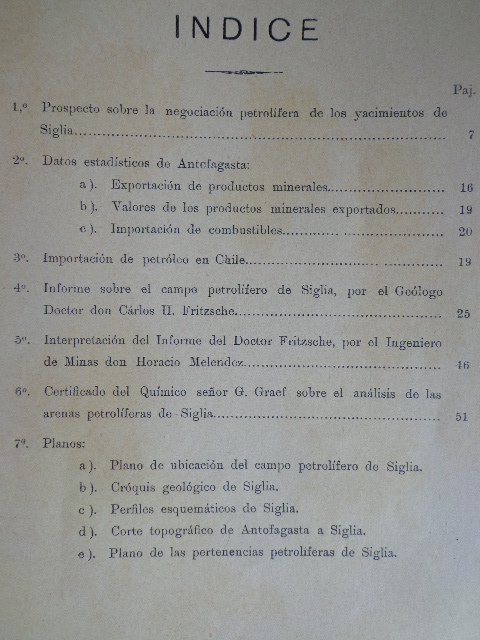 INDICE
Paj.
1,º Prospecto sobre la negociación petrolífera de los yacimientos de
Siglia........ 7
2º. Datos estadísticos de Antofagasta:
a). Exportación de productos minerales........ 16
b). Valores de los productos minerales exportados........ 19
c). Importación de combustibles........ 20
3º. Importación de petróleo en Chile........ 19
4º. Informe sobre el campo petrolífero de Siglia, por el Geólogo
Doctor don Cárlos H. Fritzsche........ 25
5º. Interpretación del Informe del Doctor Fritzsche, por el Ingeniero
de Minas don Horacio Melendez........ 46
6º. Certificado del Químico señor G. Graef sobre el análisis de las
arenas petrolíferas de Siglia........ 51
7º. Planos:
a). Plano de ubicación del campo petrolífero de Siglia.
b). Cróquis geológico de Siglia.
c). Perfiles esquemáticos de Siglia.
d). Corte topográfico de Antofagasta a Siglia.
e). Plano de las pertenencias petrolíferas de Siglia.